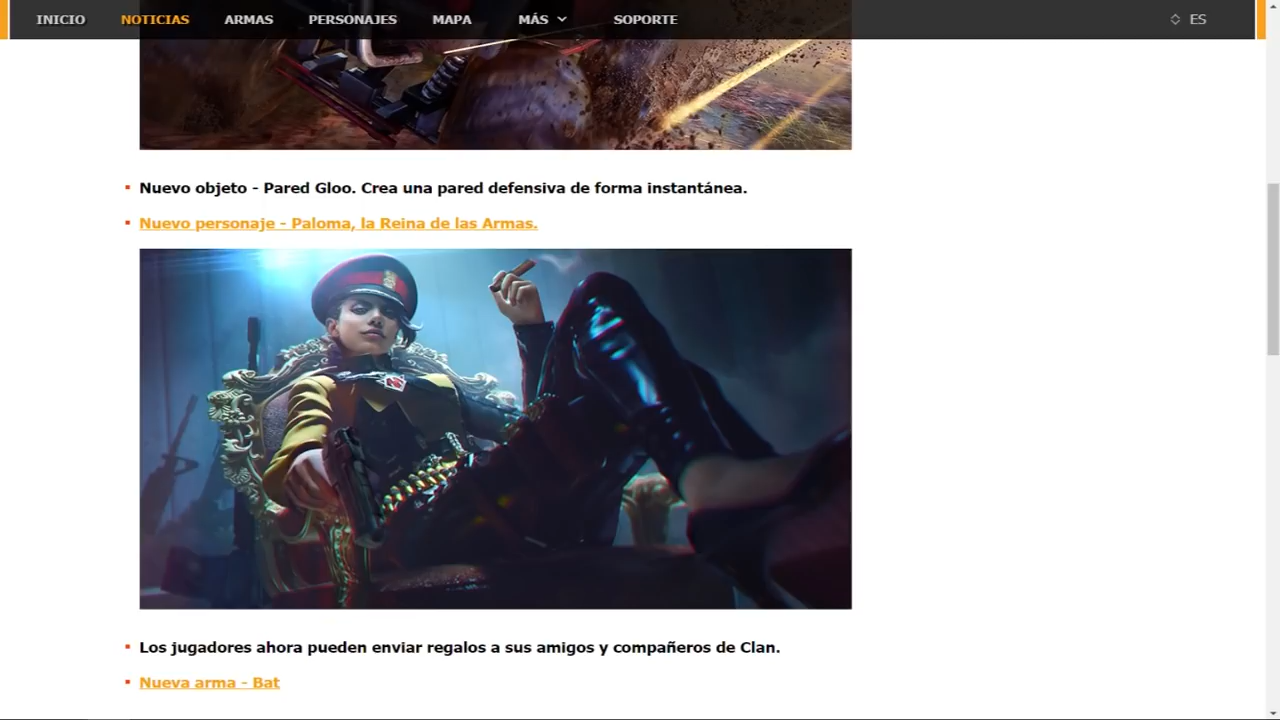 INICIO NOTICIAS ARMAS PERSONAJES MAPA MÁS SOPORTE ES
Nuevo objeto - Pared Gloo. Crea una pared defensiva de forma instantánea.
Nuevo personaje - Paloma, la Reina de las Armas.
Los jugadores ahora pueden enviar regalos a sus amigos y compañeros de Clan.
Nueva arma - Bat